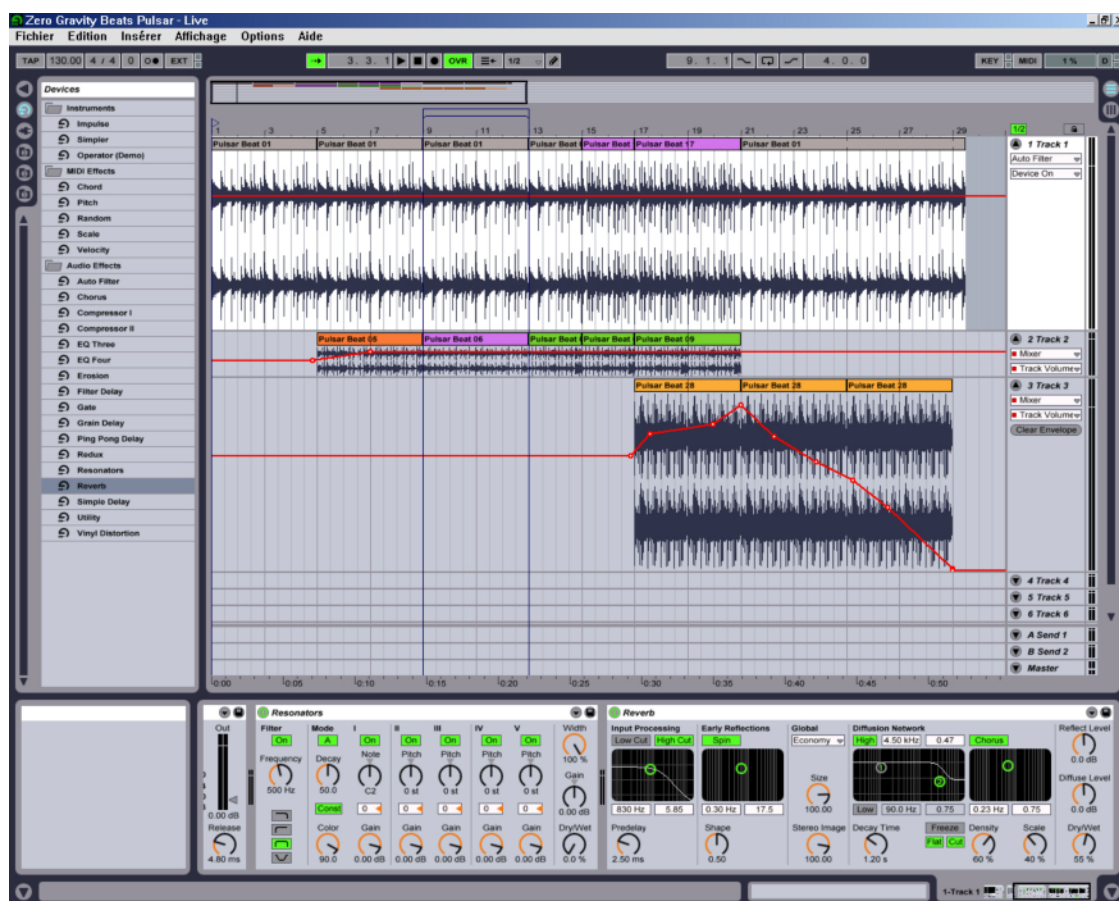 Zero Gravity Beats Pulsar - Live
Fichier Edition Insérer Affichage Options Aide
TAP 130.00 4 / 4 0 EXT 3. 3. 1 OVR 1/2 9. 1. 1 4. 0. 0 KEY MIDI 1 % D
Devices
Instruments
Impulse
Simpler
Operator (Demo)
MIDI Effects
Chord
Pitch
Random
Scale
Velocity
Audio Effects
Auto Filter
Chorus
Compressor I
Compressor II
EQ Three
EQ Four
Erosion
Filter Delay
Gate
Grain Delay
Ping Pong Delay
Redux
Resonators
Reverb
Simple Delay
Utility
Vinyl Distortion
1 3 5 7 9 11 13 15 17 19 21 23 25 27 29 1/2
Pulsar Beat 01 Pulsar Beat 01 Pulsar Beat 01 Pulsar Beat Pulsar Beat Pulsar Beat 17 Pulsar Beat 01 1 Track 1
Auto Filter
Device On
Pulsar Beat 05 Pulsar Beat 06 Pulsar Beat Pulsar Beat Pulsar Beat 09 2 Track 2
Mixer
Track Volume
Pulsar Beat 28 Pulsar Beat 28 Pulsar Beat 28 3 Track 3
Mixer
Track Volume
Clear Envelope
4 Track 4
5 Track 5
6 Track 6
A Send 1
B Send 2
Master
0:00 0:05 0:10 0:15 0:20 0:25 0:30 0:35 0:40 0:45 0:50
Out
0.00 dB
Release
4.80 ms
Resonators
Filter Mode I II III IV V Width
On A On On On On On
100 %
Frequency Decay Note Pitch Pitch Pitch Pitch
Gain
500 Hz 50.0 C2 0 st 0 st 0 st 0 st
Const 0 0 0 0 0 0.00 dB
Color Gain Gain Gain Gain Gain Dry/Wet
90.0 0.00 dB 0.00 dB 0.00 dB 0.00 dB 0.00 dB 0.0 %
Reverb
Input Processing Early Reflections Global Diffusion Network Reflect Level
Low Cut High Cut Spin Economy High 4.50 kHz 0.47 Chorus
0.0 dB
1 2
Size Diffuse Level
830 Hz 5.85 0.30 Hz 17.5 100.00 Low 90.0 Hz 0.75 0.23 Hz 0.75 0.0 dB
Predelay Shape Stereo Image Decay Time Freeze Density Scale Dry/Wet
Flat Cut
2.50 ms 0.50 100.00 1.20 s 60 % 40 % 55 %
1-Track 1